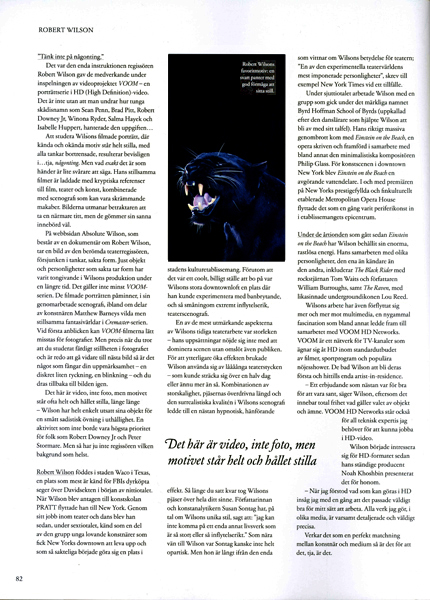 ROBERT WILSON
"Tänk inte på någonting."
Det var den enda instruktionen regissören
Robert Wilson gav de medverkande under
inspelningen av videoprojektet VOOM – en
porträttserie i HD (High Definition)-video.
Det är inte utan att man undrar hur tunga
skådisnamn som Sean Penn, Brad Pitt, Robert
Downey Jr, Winona Ryder, Salma Hayek och
Isabelle Huppert, hanterade den uppgiften…
Att studera Wilsons filmade porträtt, där
kända och okända motiv står helt stilla, med
alla tankar bortrensade, resulterar bevisligen
i…tja, någonting. Men vad exakt det är som
händer är lite svårare att säga. Hans stillsamma
filmer är laddade med kryptiska referenser
till film, teater och konst, kombinerade
med scenografi som kan vara skrämmande
makaber. Bilderna utmanar betraktaren att
ta en närmare titt, men de gömmer sin sanna
innebörd väl.
På webbsidan Absolute Wilson, som
består av en dokumentär om Robert Wilson,
tar en bild av den berömda teaterregissören,
försjunken i tankar, sakta form. Just objekt
och personligheter som sakta tar form har
varit tongivande i Wilsons produktion under
en längre tid. Det gäller inte minst VOOM-
serien. De filmade porträtten påminner, i sin
genomarbetade scenografi, ibland om delar
av konstnären Matthew Barneys vilda men
stillsamma fantasivärldar i Cremaster-serien.
Vid första anblicken kan VOOM-filmerna lätt
misstas för fotografier. Men precis när du tror
att du studerar färdigt stillheten i fotografiet
och är redo att gå vidare till nästa bild så är det
något som fångar din uppmärksamhet – en
diskret liten ryckning, en blinkning – och du
dras tillbaka till bilden igen.
Det här är video, inte foto, men motivet står
ofta helt och hållet stilla, länge länge
– Wilson har helt enkelt utsatt sina objekt för
en smått sadistisk övning i uthållighet. En
aktivitet som inte borde vara högsta prioritet
för folk som Robert Downey Jr och Peter
Stormare. Men så har ju inte regissören vilken
bakgrund som helst.
Robert Wilson föddes i staden Waco i Texas,
en plats som mest är känd för FBI:s dyrköpta
seger över Davidsekten i början av nittiotalet.
När Wilson blev antagen till konstskolan
PRATT flyttade han till New York. Genom
sitt jobb inom teater och dans blev han
sedan, under sextiotalet, känd som en del
av den grupp unga lovande konstnärer som
fick New Yorks downtown att leva upp och
som så sakteliga började göra sig en plats i
Robert Wilsons
favoritmotiv: en
svart panter med
god förmåga att
sitta still.
stadens kulturetablissemang. Förutom att
det var ett coolt, billigt ställe att bo på var
Wilsons stora downtownloft en plats där
han kunde experimentera med banbrytande,
och så småningom extremt inflytelserik,
teaterscenografi.
En av de mest utmärkande aspekterna
av Wilsons tidiga teaterarbete var storleken
– hans uppsättningar nöjde sig inte med att
dominera scenen utan omslöt även publiken.
För att ytterligare öka effekten brukade
Wilson använda sig av låååånga teaterstycken
– som kunde sträcka sig över en halv dag
eller ännu mer än så. Kombinationen av
storskalighet, pjäsernas överdrivna längd och
den surrealistiska kvalitén i Wilsons scenografi
ledde till en nästan hypnotisk, hänförande
Det här är video, inte foto, men
motivet står helt och hållet stilla
effekt. Så länge du satt kvar tog Wilsons
pjäser över hela ditt sinne. Författarinnan
och konstanalytikern Susan Sontag har, på
tal om Wilsons unika stil, sagt att: "jag kan
inte komma på ett enda annat livsverk som
är så stort eller så inflytelserikt." Som nära
vän till Wilson var Sontag kanske inte helt
opartisk. Men hon är långt ifrån den enda
som vittnar om Wilsons betydelse för teatern;
"En av den experimentella teatervärldens
mest imponerande personligheter", skrev till
exempel New York Times vid ett tillfälle.
Under sjuttiotalet arbetade Wilson med en
grupp som gick under det märkliga namnet
Byrd Hoffman School of Byrds (uppkallad
efter den danslärare som hjälpte Wilson att
bli av med sitt talfel). Hans riktigt massiva
genombrott kom med Einstein on the Beach, en
opera skriven och framförd i samarbete med
bland annat den minimalistiska kompositören
Philip Glass. För konstscenen i downtown
New York blev Einstein on the Beach en
avgörande vattendelare. I och med premiären
på New Yorks prestigefyllda och finkulturellt
etablerade Metropolitan Opera House
flyttade det som en gång varit periferikonst in
i etablissemangets epicentrum.
Under de årtionden som gått sedan Einstein
on the Beach har Wilson behållit sin enorma,
rastlösa energi. Hans samarbeten med olika
personligheter, den ena än kändare än
den andra, inkluderar The Black Rider med
rockstjärnan Tom Waits och författaren
William Burroughs, samt The Raven, med
likasinnade undergroundikonen Lou Reed.
Wilsons arbete har även förflyttat sig
mer och mer mot multimedia, en nygammal
fascination som bland annat ledde fram till
samarbetet med VOOM HD Networks.
VOOM är ett nätverk för TV-kanaler som
ägnar sig åt HD inom standardutbudet
av filmer, sportprogram och populära
nöjesshower. De bad Wilson att bli deras
första och hittills enda artist-in-residence.
– Ett erbjudande som nästan var för bra
för att vara sant, säger Wilson, eftersom det
innebar total frihet vad gäller valet av objekt
och ämne. VOOM HD Networks står också
för all teknisk expertis jag
behöver för att kunna jobba
i HD-video.
Wilson började intressera
sig för HD-formatet sedan
hans ständige producent
Noah Khoshbin presenterat
det för honom.
– När jag förstod vad som kan göras i HD
insåg jag med en gång att det passade väldigt
bra för mitt sätt att arbeta. Alla verk jag gör, i
olika media, är varsamt detaljerade och väldigt
precisa.
Verkar det som en perfekt matchning
mellan konstnär och medium så är det för att
det, tja, är det.
82